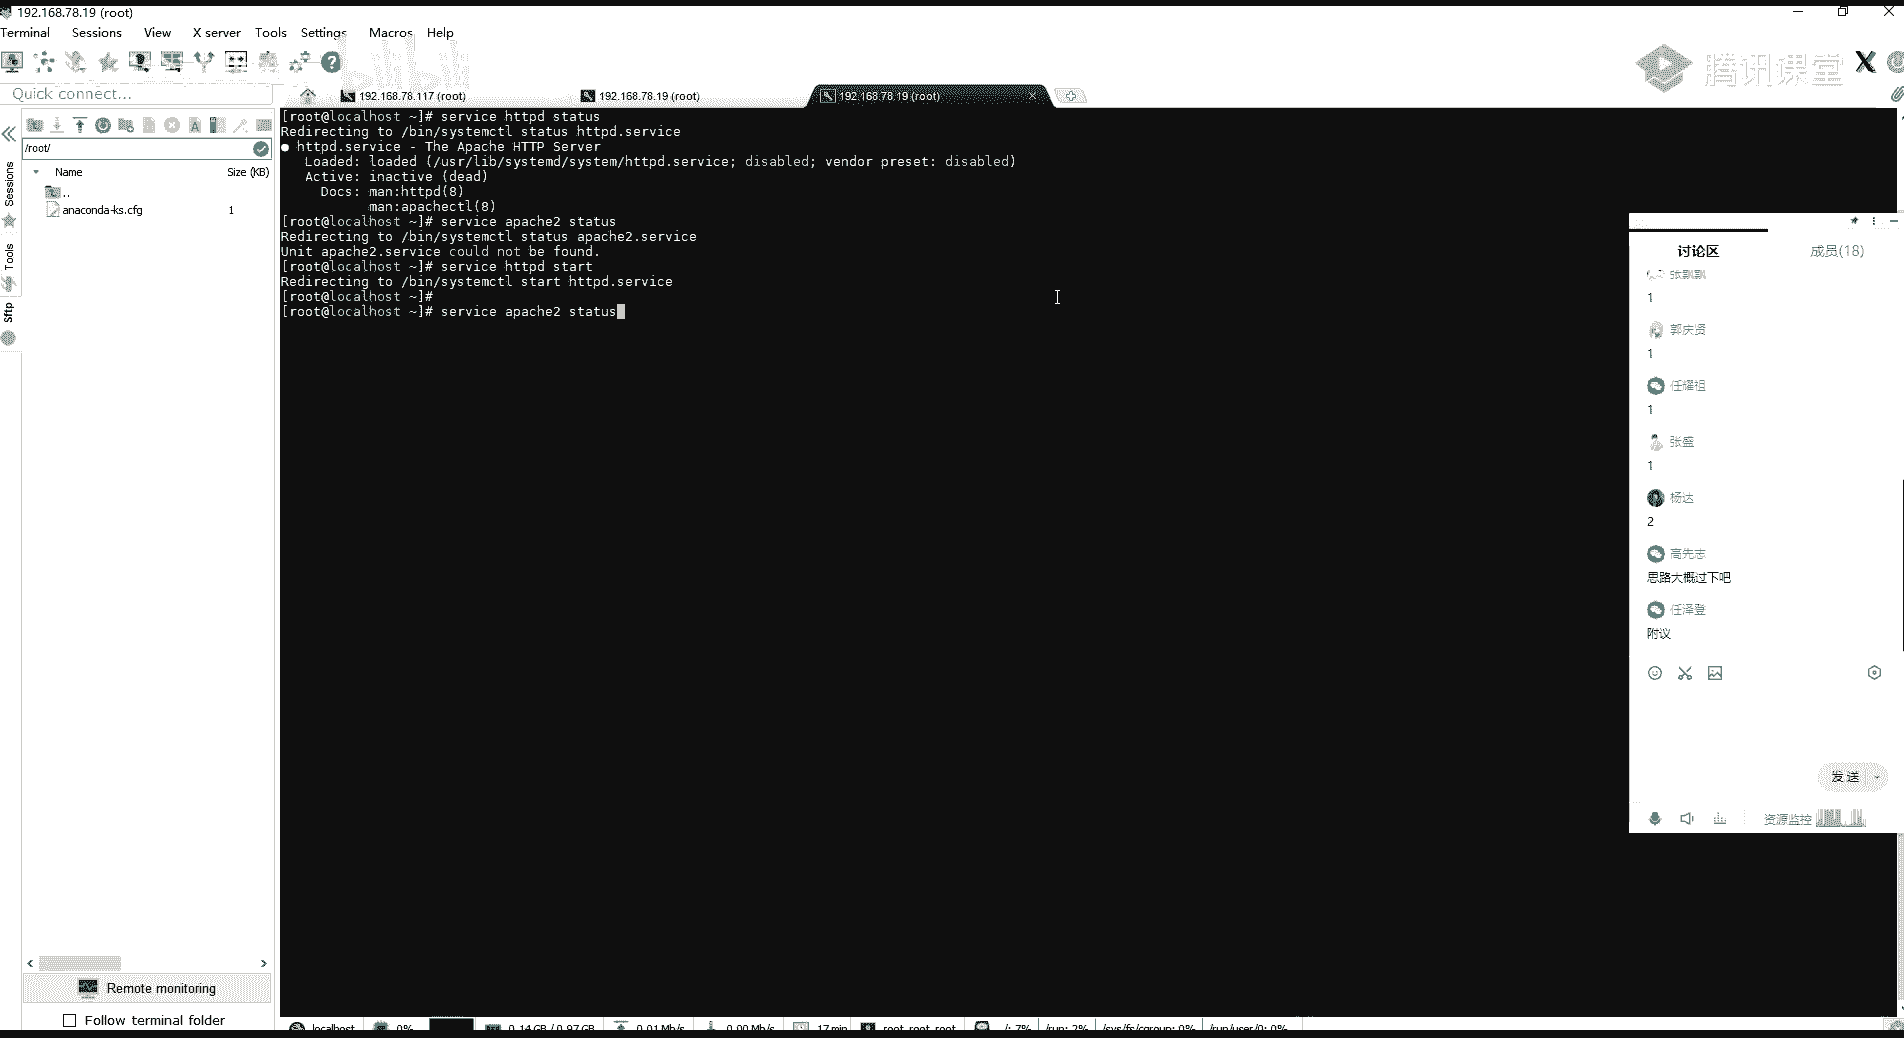 192.168.78.19 (root)
Terminal Sessions View X server Tools Settings Macros Help
bilibili
腾讯课堂
Quick connect...
192.168.78.117 (root)
192.168.78.19 (root)
192.168.78.19 (root)
/root/
Name Size (KB)
..
anaconda-ks.cfg 1
Sessions
Tools
Sftp
[root@localhost ~]# service httpd status
Redirecting to /bin/systemctl status httpd.service
● httpd.service - The Apache HTTP Server
Loaded: loaded (/usr/lib/systemd/system/httpd.service; disabled; vendor preset: disabled)
Active: inactive (dead)
Docs: man:httpd(8)
man:apachectl(8)
[root@localhost ~]# service apache2 status
Redirecting to /bin/systemctl status apache2.service
Unit apache2.service could not be found.
[root@localhost ~]# service httpd start
Redirecting to /bin/systemctl start httpd.service
[root@localhost ~]#
[root@localhost ~]# service apache2 status
讨论区 成员(18)
张飘飘
1
郭庆贤
1
任耀祖
1
张盛
1
杨达
2
高先志
思路大概过下吧
任泽登
附议
发送
资源监控
Remote monitoring
Follow terminal folder
localhost 0% 0.14 GB / 0.97 GB 0.01 Mb/s 0.00 Mb/s 17 min root root root /: 7% /run: 2% /sys/fs/cgroup: 0% /run/user/0: 0%